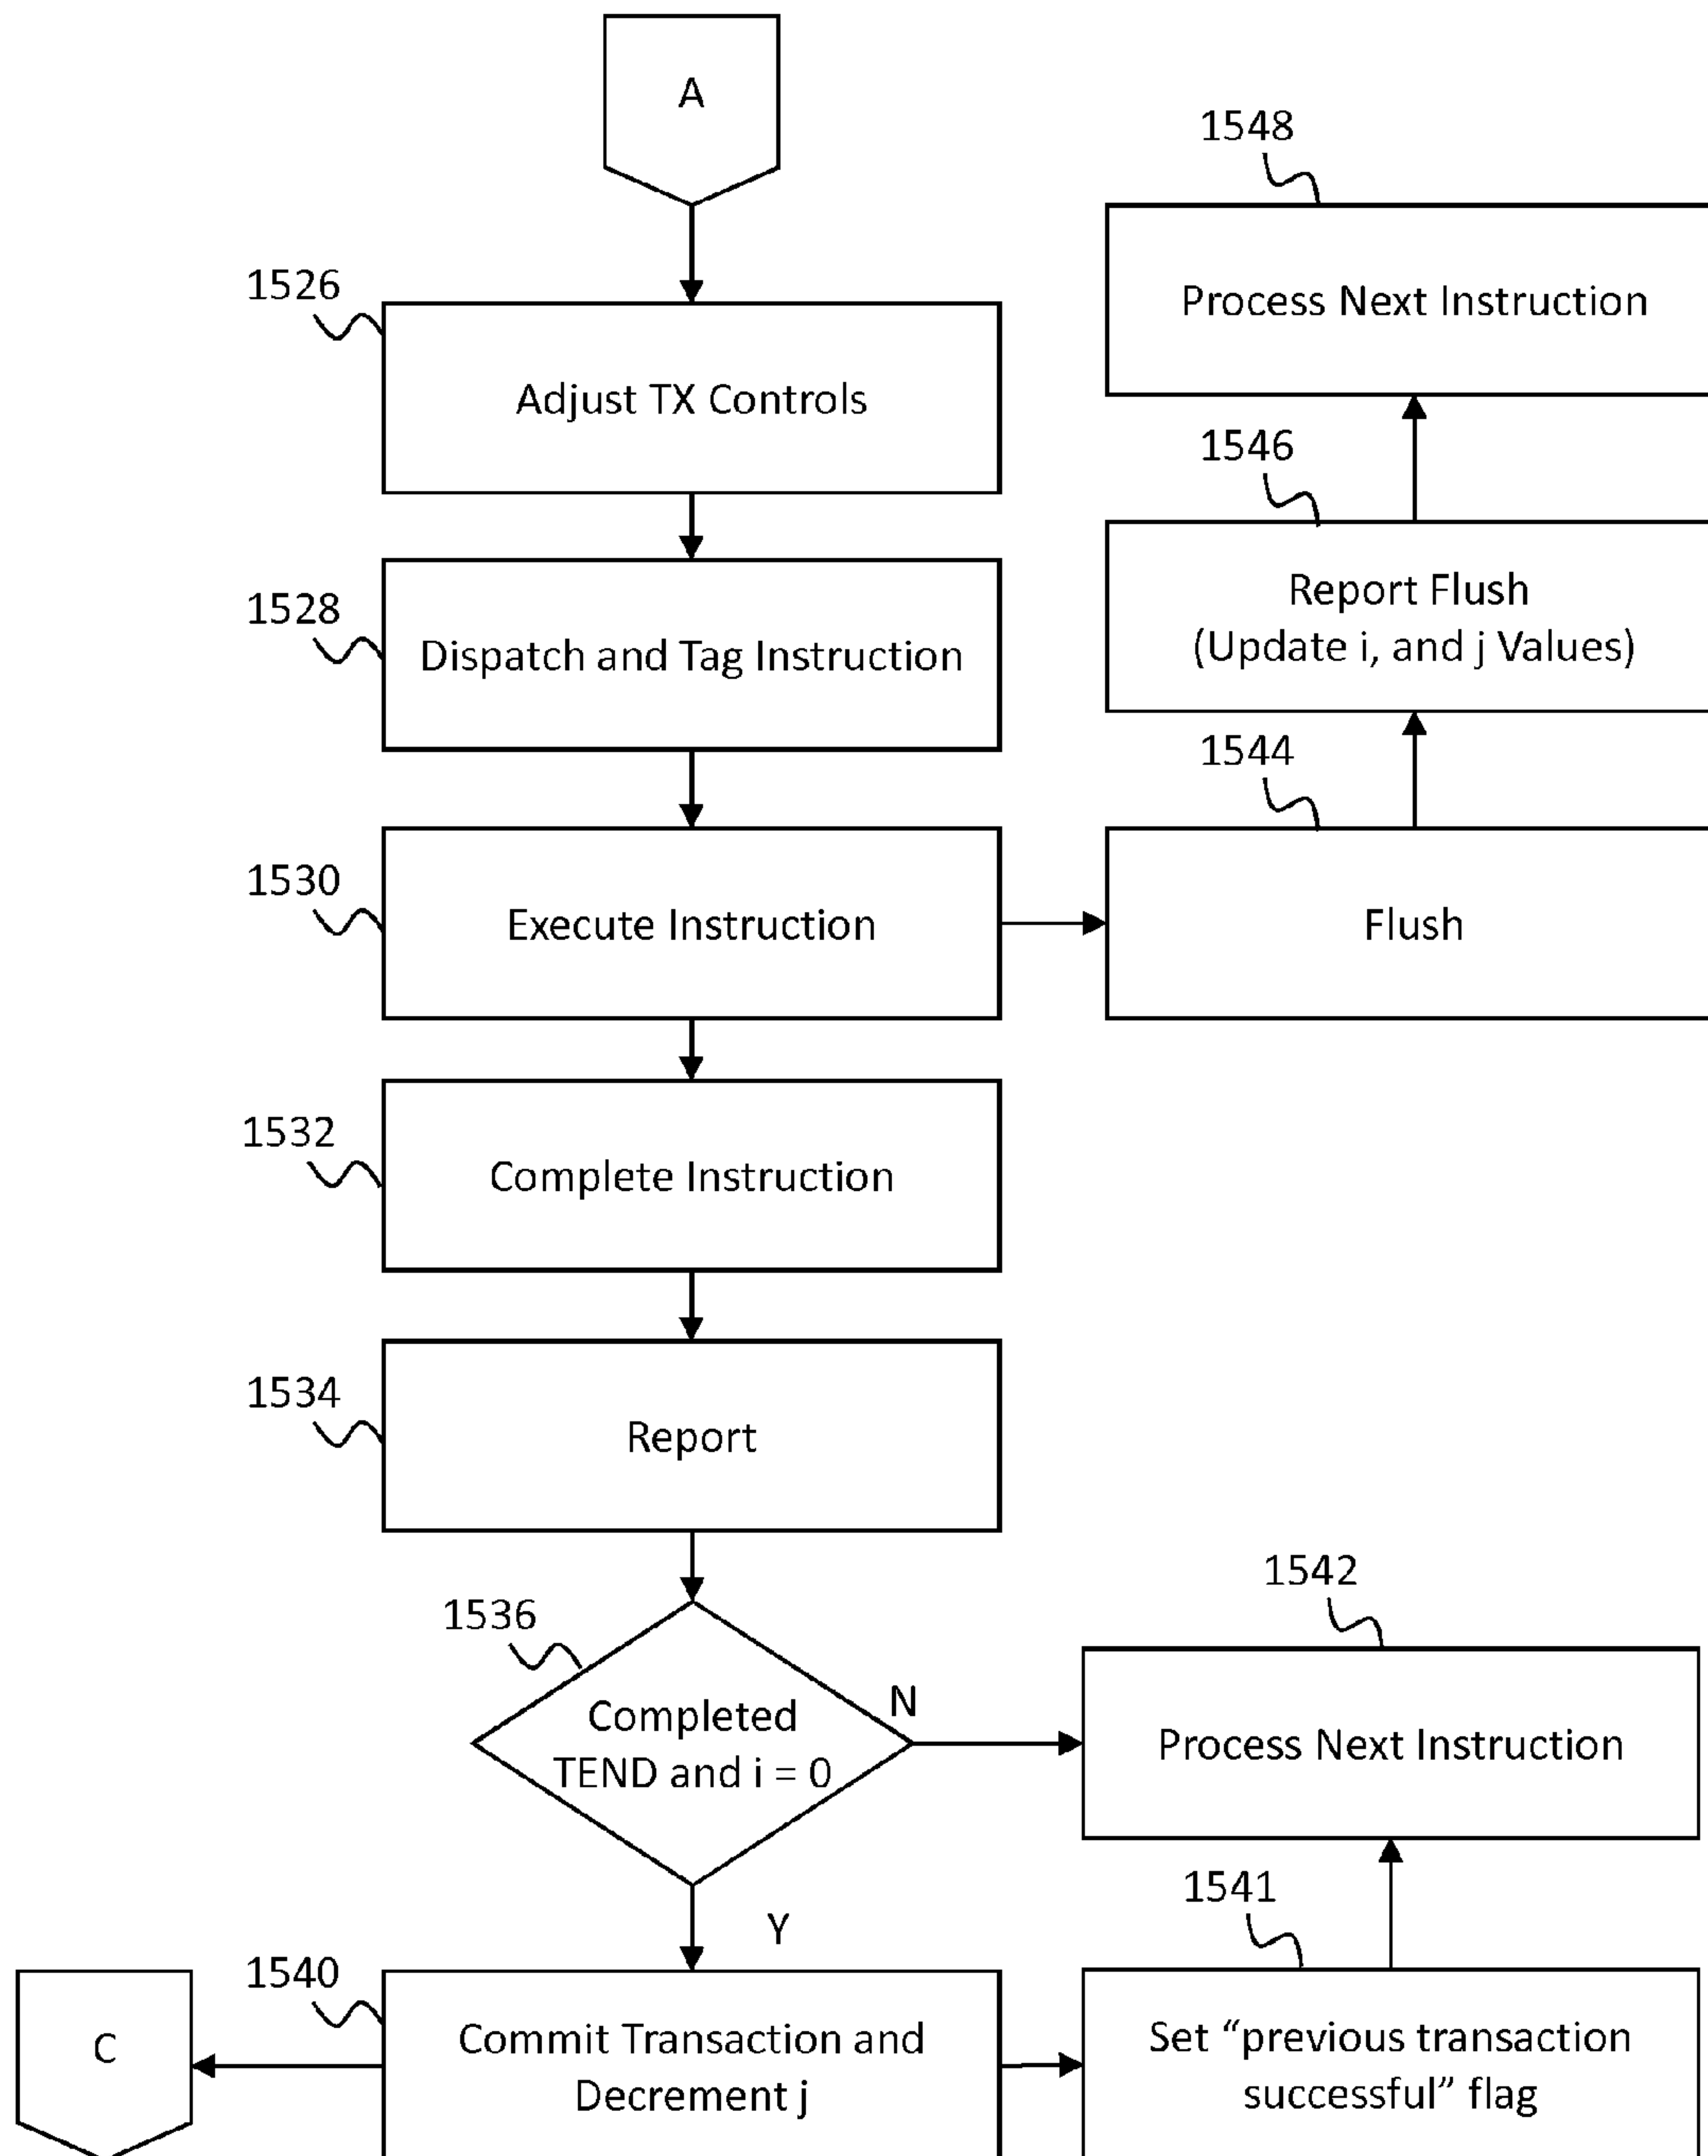 A
1548
Process Next Instruction
1526
Adjust TX Controls
1546
Report Flush
(Update i, and j Values)
1528
Dispatch and Tag Instruction
1544
Flush
1530
Execute Instruction
1532
Complete Instruction
1534
Report
1536
Completed
TEND and i = 0
N
1542
Process Next Instruction
Y
1541
Set “previous transaction
successful” flag
1540
Commit Transaction and
Decrement j
C